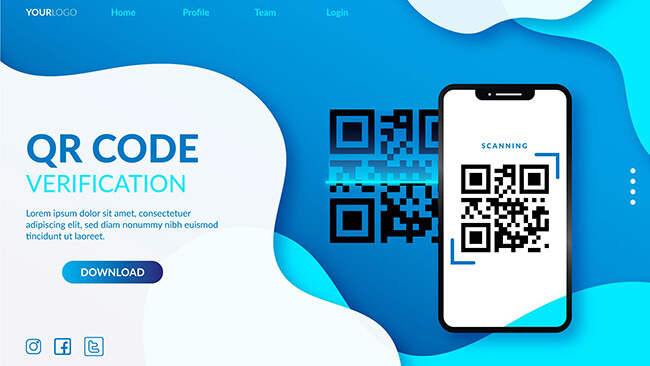 YOURLOGO Home Profile Team Login
SCANNING
QR CODE
VERIFICATION
Lorem ipsum dolor sit amet, consectetuer
adipiscing elit, sed diam nonummy nibh euismod
tincidunt ut laoreet.
DOWNLOAD